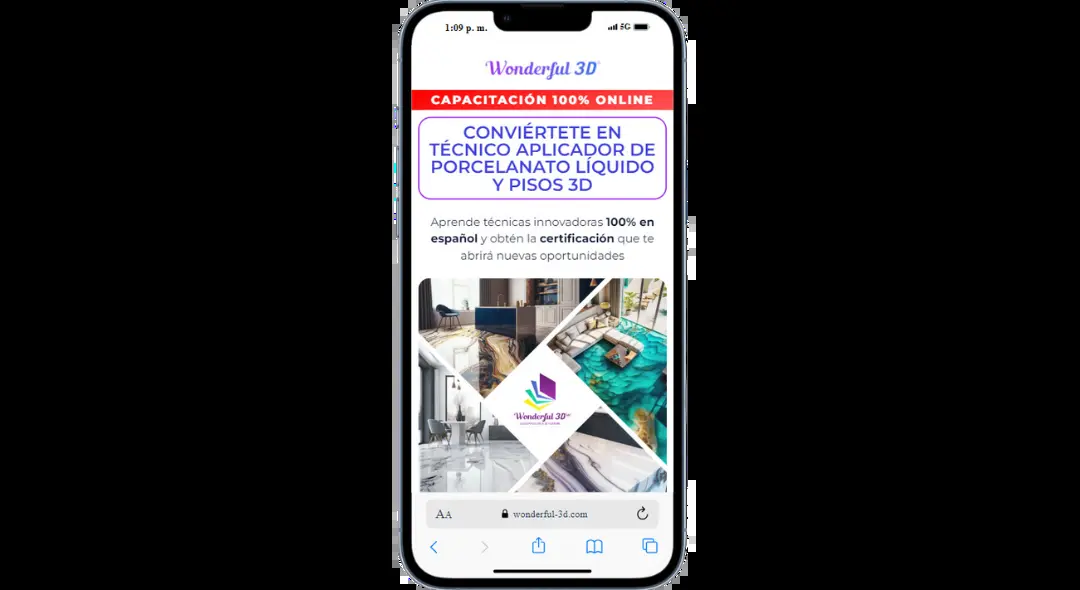 1:09 p. m.
5G
Wonderful 3D
CAPACITACIÓN 100% ONLINE
CONVIÉRTETE EN
TÉCNICO APLICADOR DE
PORCELANATO LÍQUIDO
Y PISOS 3D
Aprende técnicas innovadoras 100% en
español y obtén la certificación que te
abrirá nuevas oportunidades
Wonderful 3D
AA
wonderful-3d.com